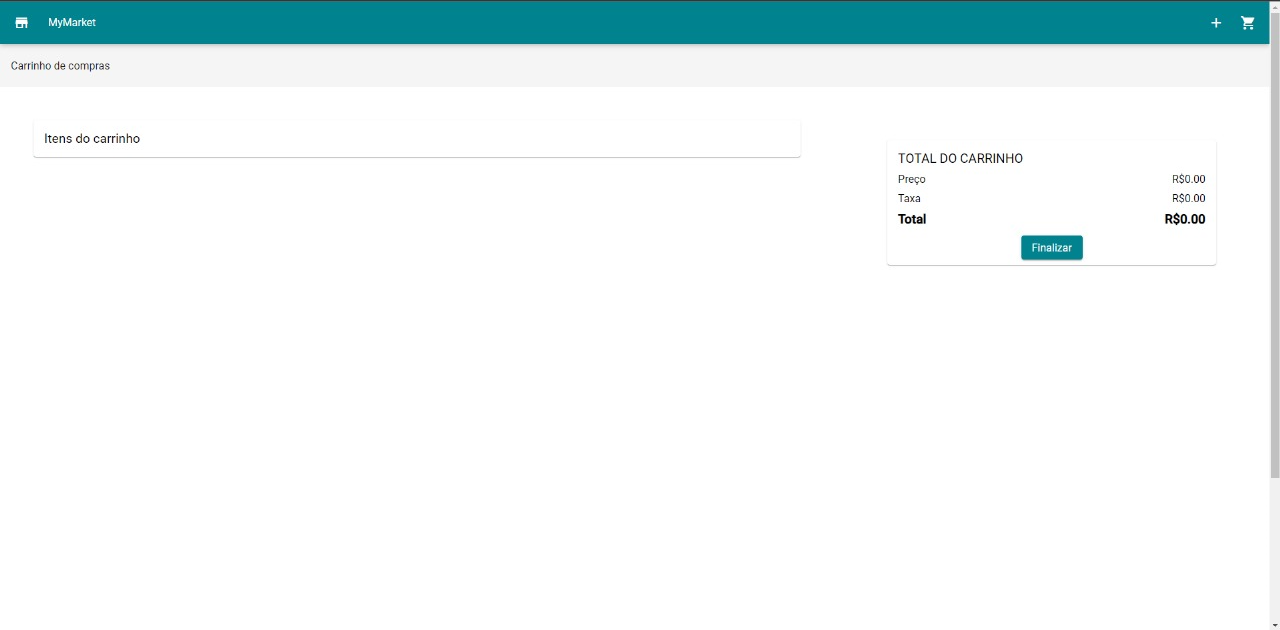 MyMarket
Carrinho de compras
Itens do carrinho
TOTAL DO CARRINHO
Preço R$0.00
Taxa R$0.00
Total R$0.00
Finalizar